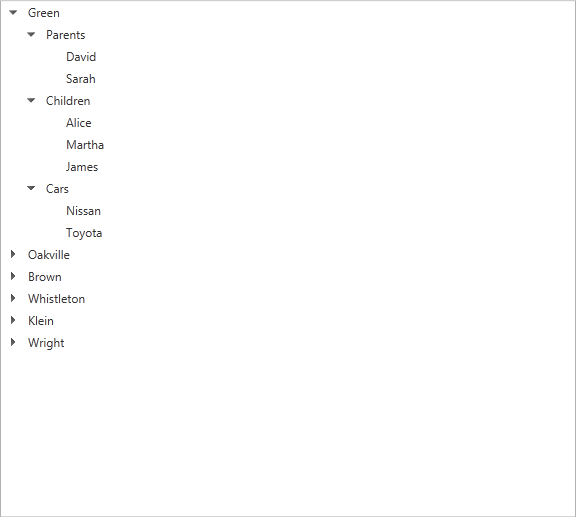 Green
Parents
David
Sarah
Children
Alice
Martha
James
Cars
Nissan
Toyota
Oakville
Brown
Whistleton
Klein
Wright